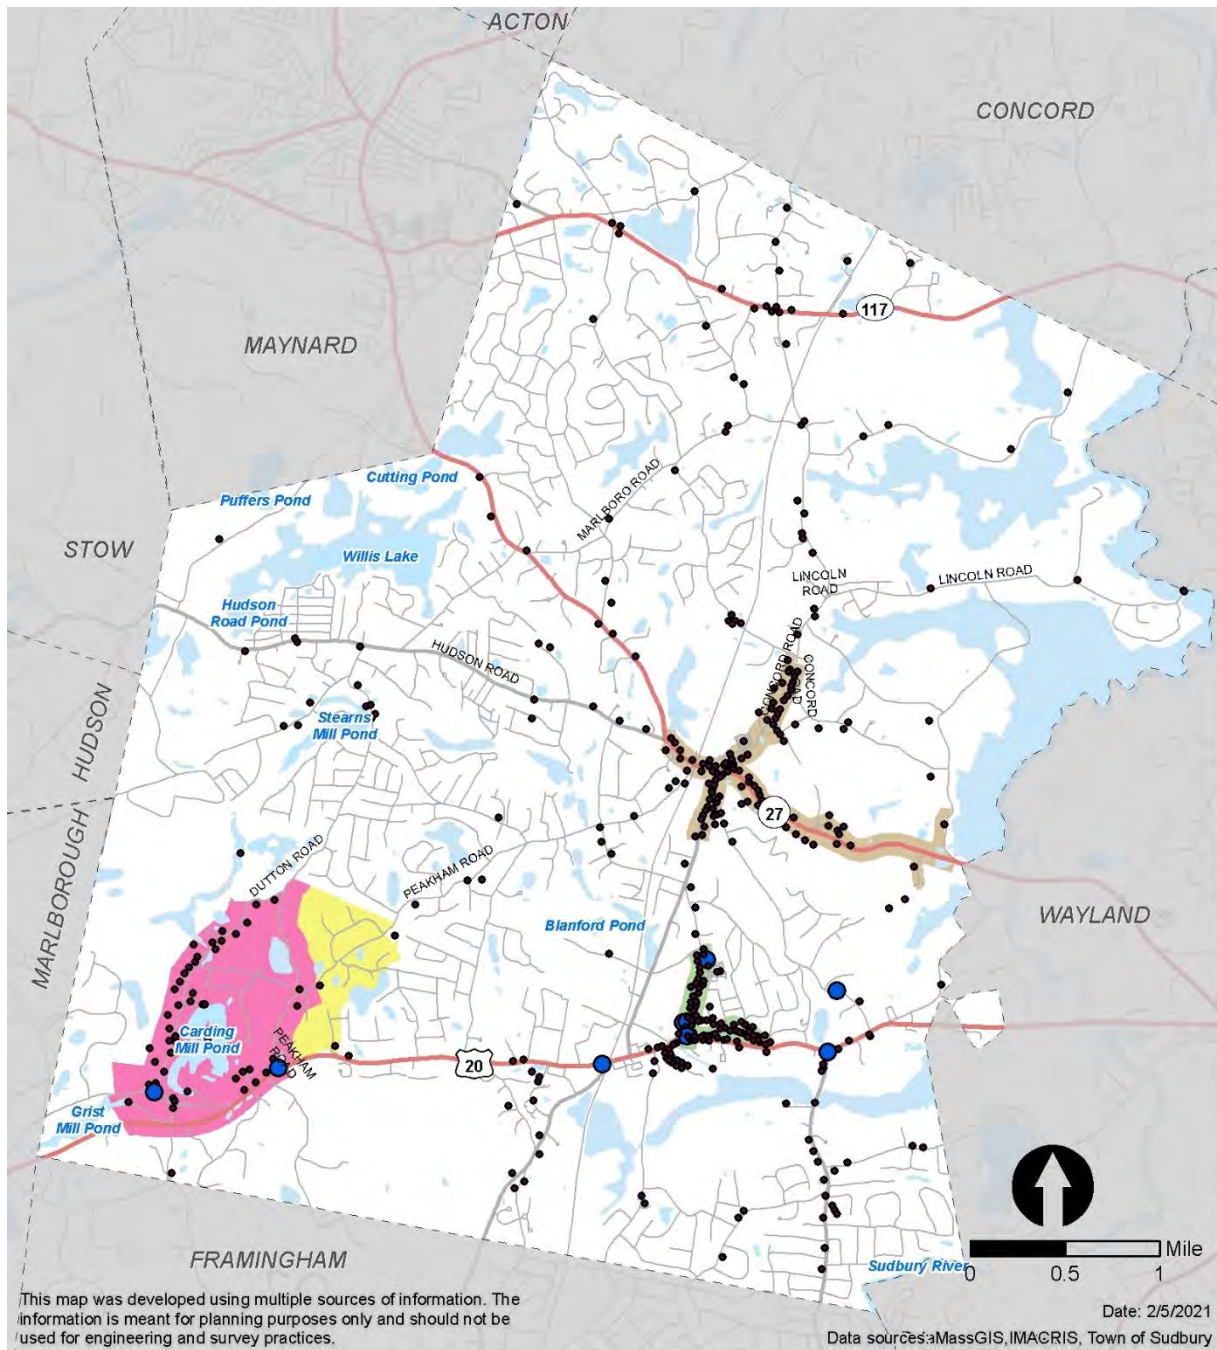 ACTON
CONCORD
117
MAYNARD
MARLBORO ROAD
Cutting Pond
Puffers Pond
STOW
Willis Lake
LINCOLN
ROAD
LINCOLN ROAD
Hudson
Road Pond
HUDSON ROAD
CONCORD ROAD
CONCORD
ROAD
HUDSON
Stearns
Mill Pond
27
DUTTON ROAD
PEAKHAM ROAD
MARLBOROUGH
Blanford Pond
WAYLAND
Carding
Mill Pond
PEAKHAM
ROAD
20
Grist
Mill Pond
FRAMINGHAM
Sudbury River
Mile
0 0.5 1
This map was developed using multiple sources of information. The
information is meant for planning purposes only and should not be
used for engineering and survey practices.
Date: 2/5/2021
Data sources: MassGIS, MACRIS, Town of Sudbury